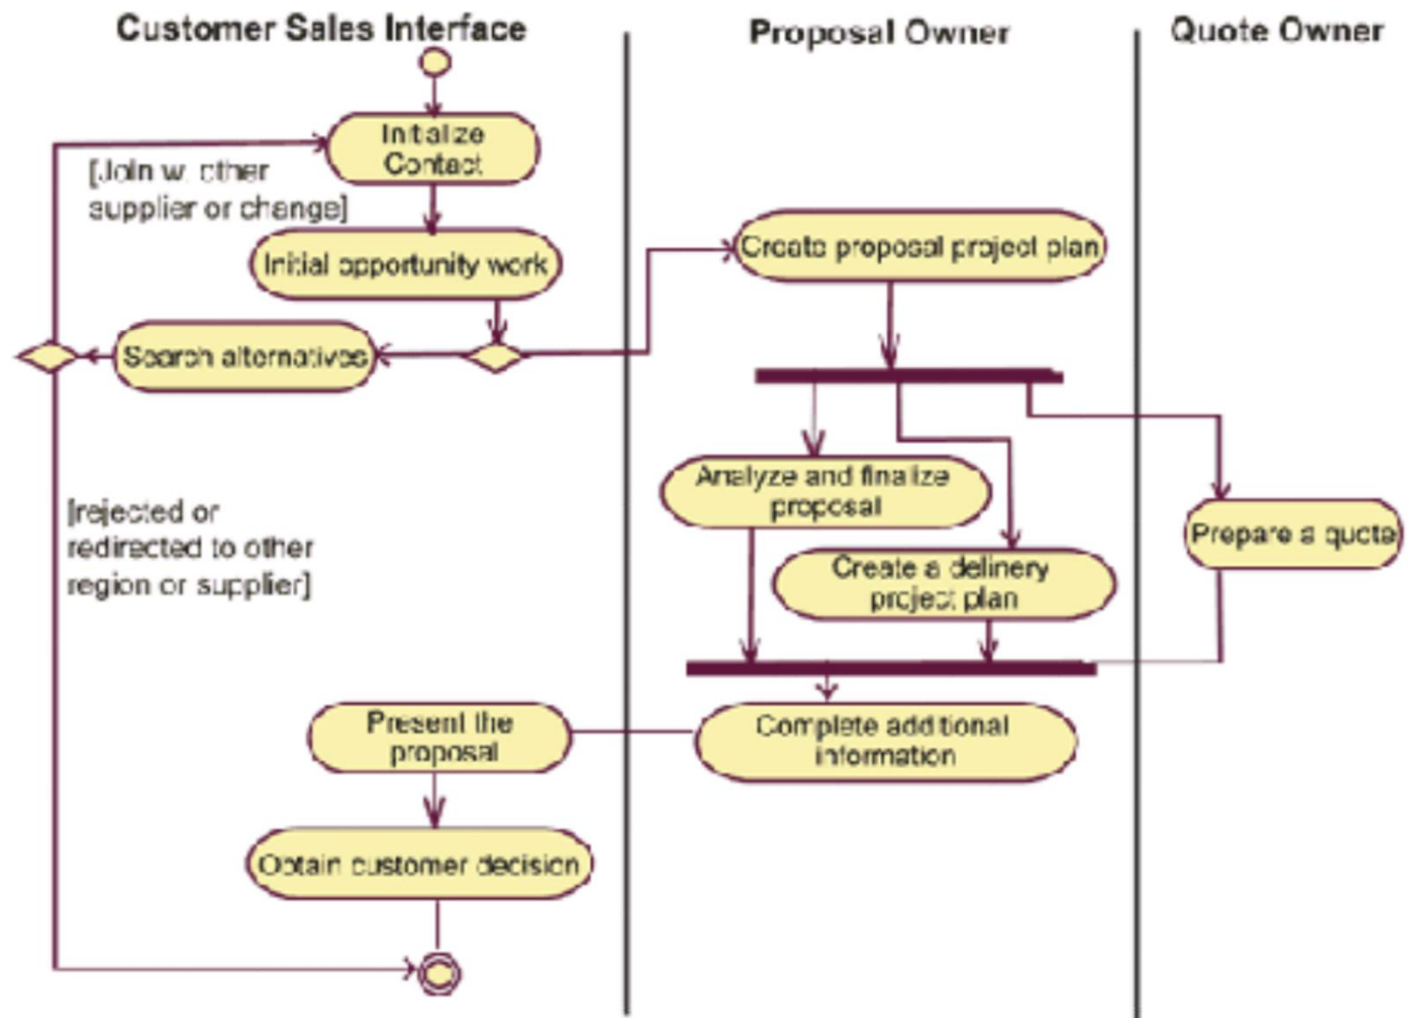 Customer Sales Interface
Proposal Owner
Quote Owner
Initialize
Contact
[Join w. other
supplier or change]
Initial opportunity work
Create proposal project plan
Search alternatives
Analyze and finalize
proposal
[rejected or
redirected to other
region or supplier]
Prepare a quote
Create a delinery
project plan
Present the
proposal
Complete additional
information
Obtain customer decision